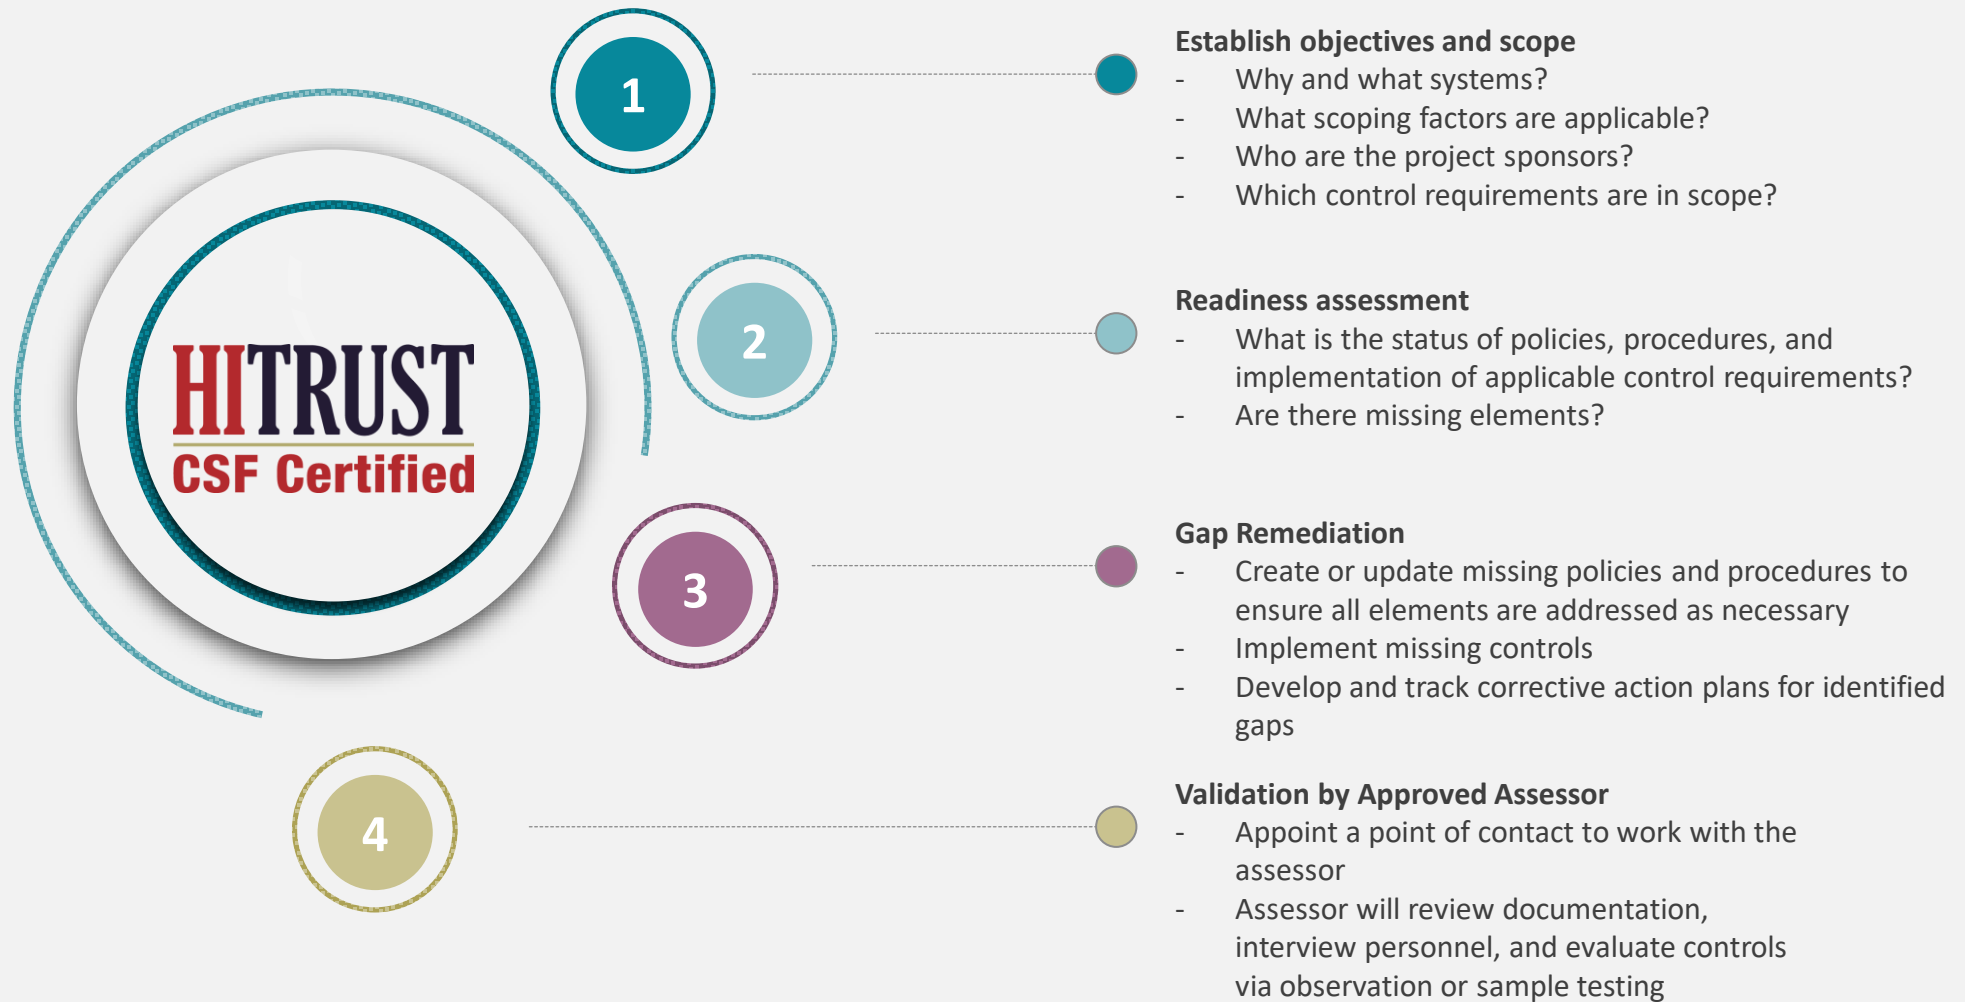 HITRUST
CSF Certified
1
Establish objectives and scope
- Why and what systems?
- What scoping factors are applicable?
- Who are the project sponsors?
- Which control requirements are in scope?
2
Readiness assessment
- What is the status of policies, procedures, and
implementation of applicable control requirements?
- Are there missing elements?
3
Gap Remediation
- Create or update missing policies and procedures to
ensure all elements are addressed as necessary
- Implement missing controls
- Develop and track corrective action plans for identified
gaps
4
Validation by Approved Assessor
- Appoint a point of contact to work with the
assessor
- Assessor will review documentation,
interview personnel, and evaluate controls
via observation or sample testing